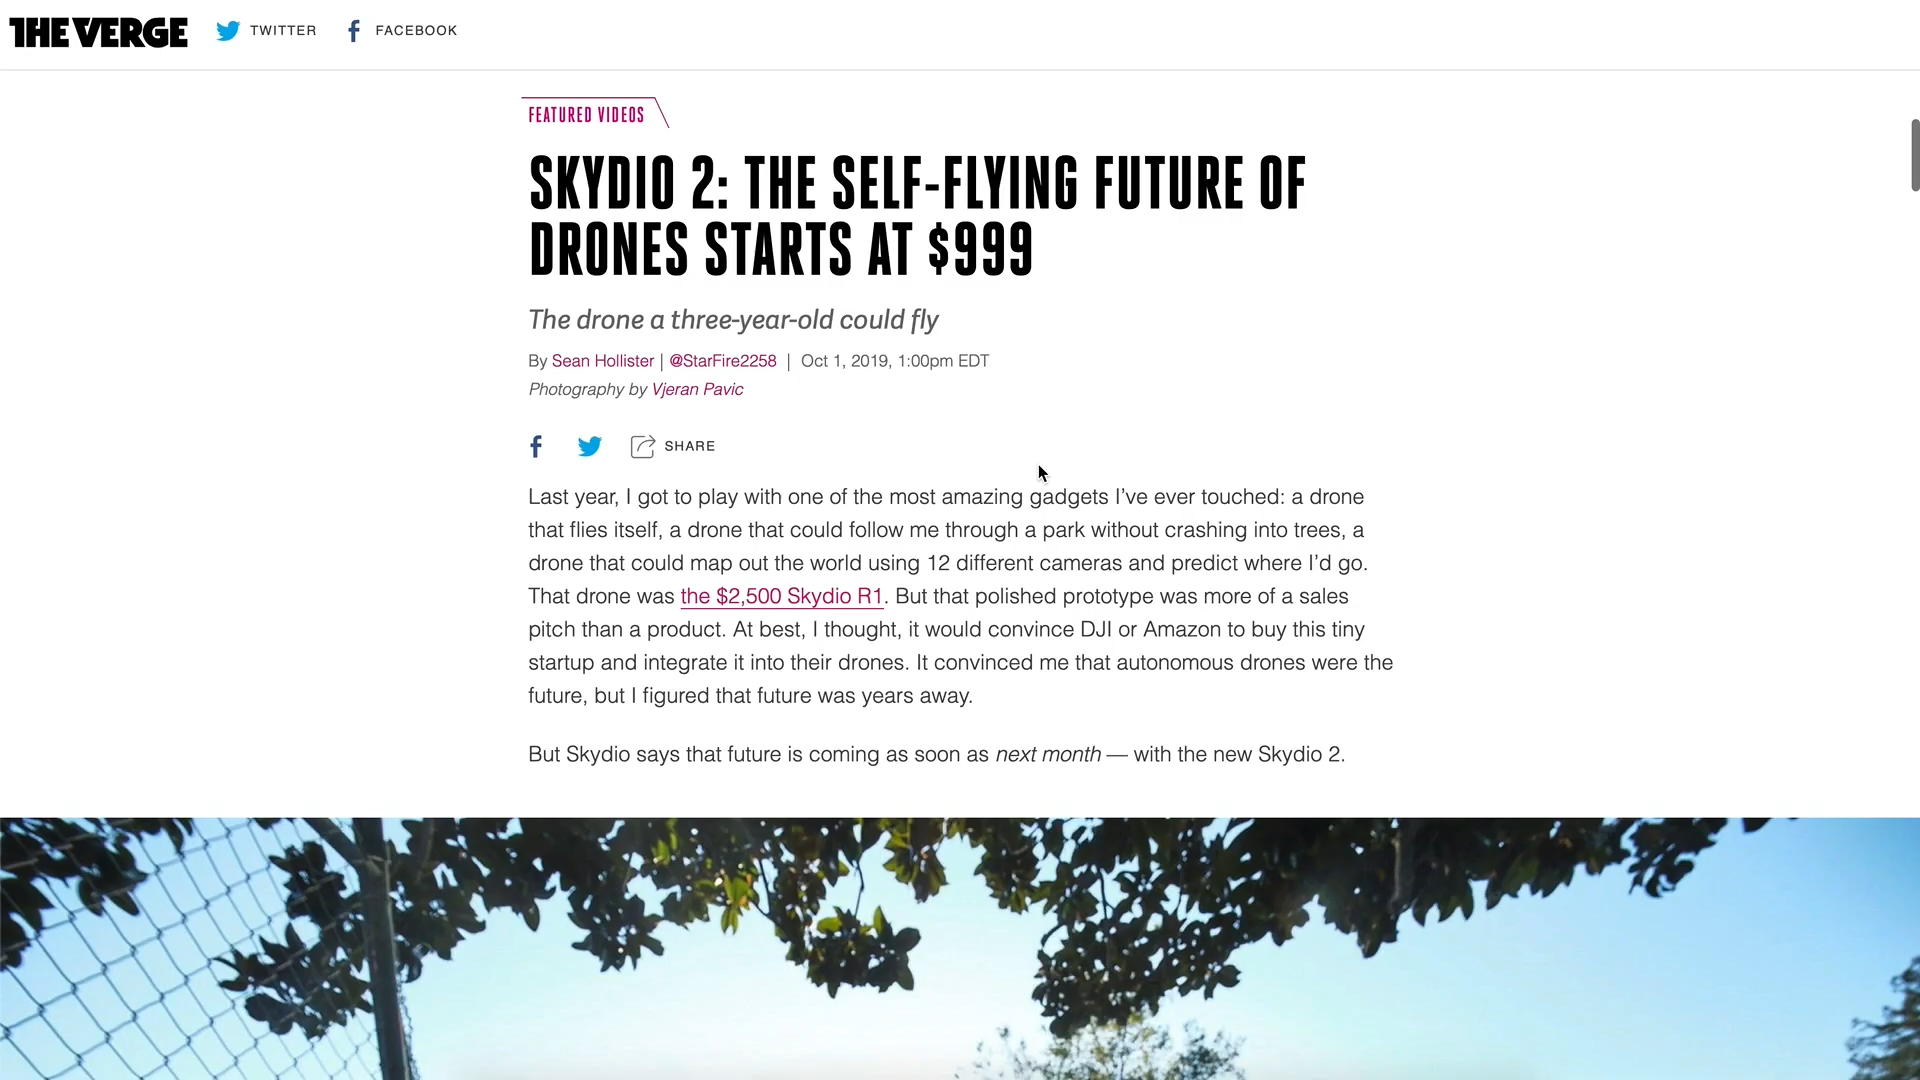 THE VERGE
TWITTER
FACEBOOK
FEATURED VIDEOS
SKYDIO 2: THE SELF-FLYING FUTURE OF
DRONES STARTS AT $999
The drone a three-year-old could fly
By Sean Hollister | @StarFire2258 | Oct 1, 2019, 1:00pm EDT
Photography by Vjeran Pavic
SHARE
Last year, I got to play with one of the most amazing gadgets I’ve ever touched: a drone
that flies itself, a drone that could follow me through a park without crashing into trees, a
drone that could map out the world using 12 different cameras and predict where I’d go.
That drone was the $2,500 Skydio R1. But that polished prototype was more of a sales
pitch than a product. At best, I thought, it would convince DJI or Amazon to buy this tiny
startup and integrate it into their drones. It convinced me that autonomous drones were the
future, but I figured that future was years away.
But Skydio says that future is coming as soon as next month — with the new Skydio 2.